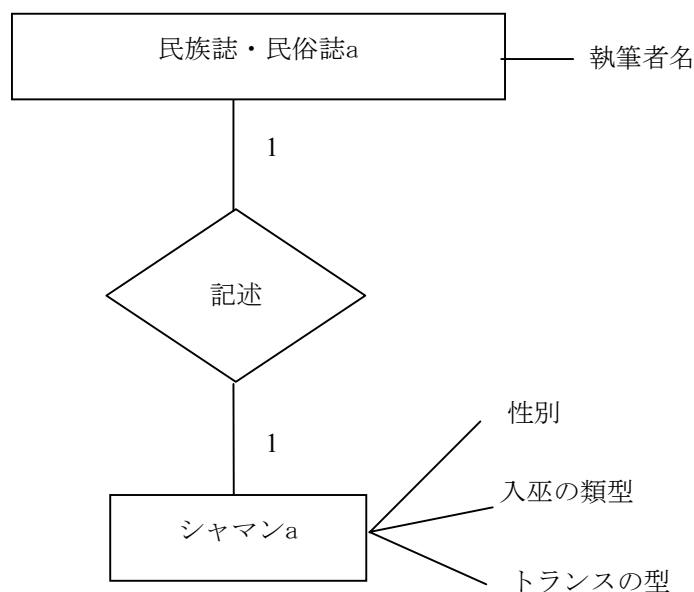 民族誌・民俗誌a
執筆者名
1
記述
1
性別
入巫の類型
シャマンa
トランスの型